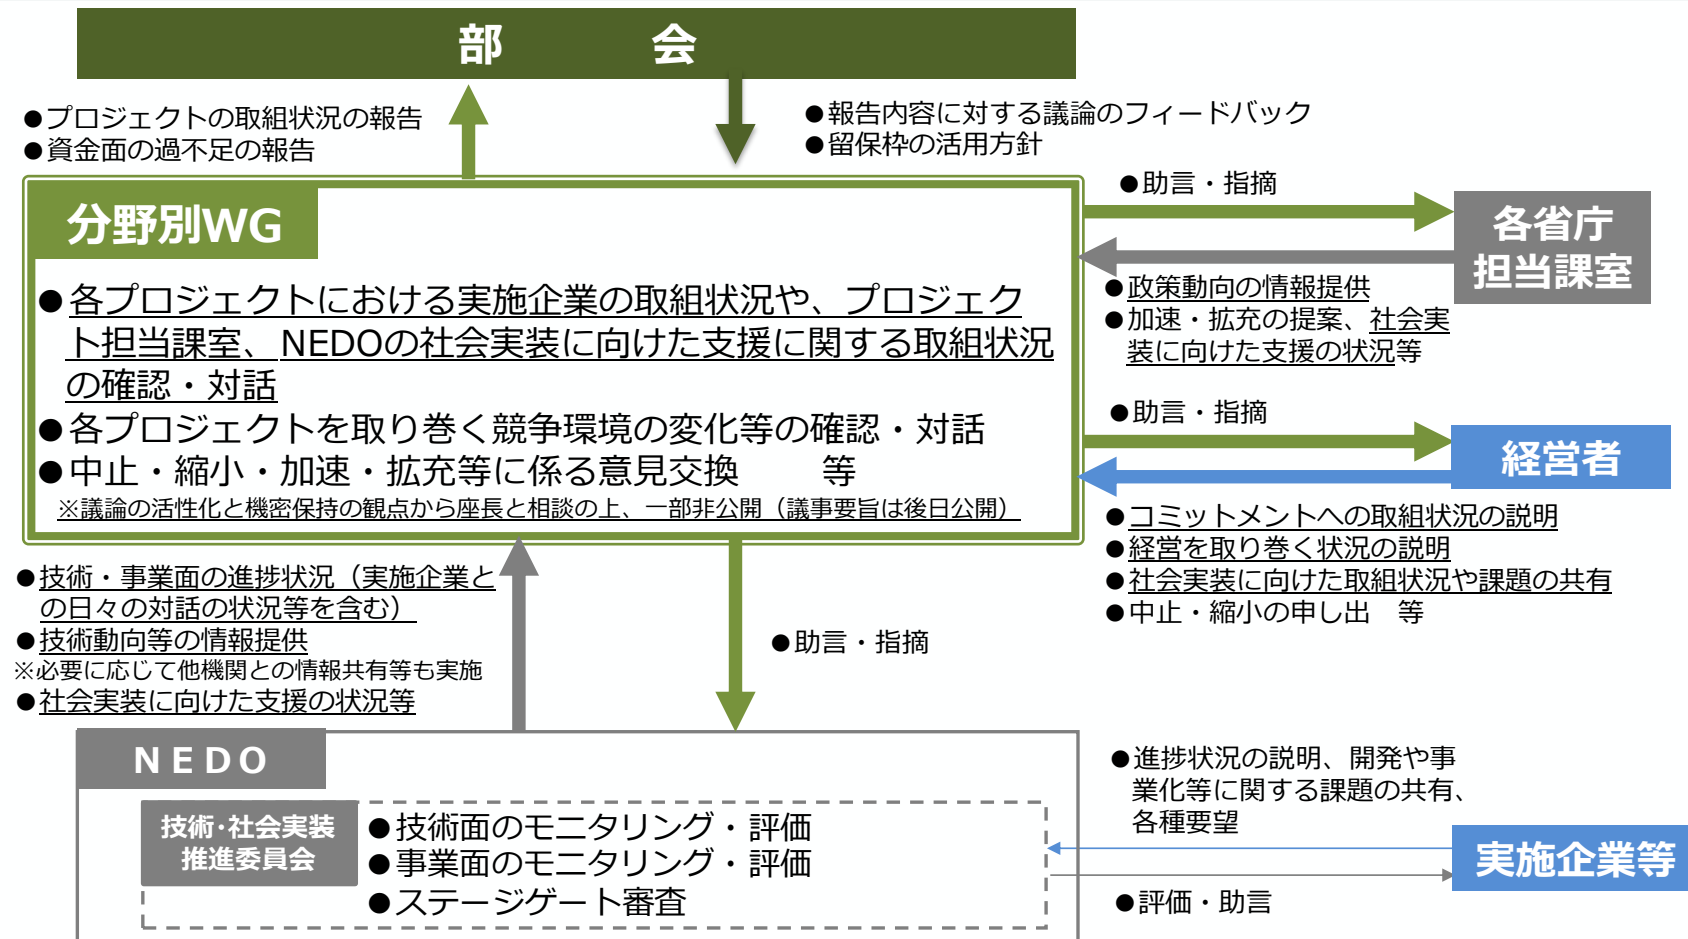 部　会
●プロジェクトの取組状況の報告
●資金面の過不足の報告
●報告内容に対する議論のフィードバック
●留保枠の活用方針
分野別WG
●各プロジェクトにおける実施企業の取組状況や、プロジェク
ト担当課室、NEDOの社会実装に向けた支援に関する取組状況
の確認・対話
●各プロジェクトを取り巻く競争環境の変化等の確認・対話
●中止・縮小・加速・拡充等に係る意見交換　　等
※議論の活性化と機密保持の観点から座長と相談の上、一部非公開（議事要旨は後日公開）
●助言・指摘
各省庁
担当課室
●政策動向の情報提供
●加速・拡充の提案、社会実
装に向けた支援の状況等
●助言・指摘
経営者
●コミットメントへの取組状況の説明
●経営を取り巻く状況の説明
●社会実装に向けた取組状況や課題の共有
●中止・縮小の申し出　等
●技術・事業面の進捗状況（実施企業と
の日々の対話の状況等を含む）
●技術動向等の情報提供
※必要に応じて他機関との情報共有等も実施
●社会実装に向けた支援の状況等
●助言・指摘
NEDO
技術・社会実装
推進委員会
●技術面のモニタリング・評価
●事業面のモニタリング・評価
●ステージゲート審査
●進捗状況の説明、開発や事
業化等に関する課題の共有、
各種要望
実施企業等
●評価・助言